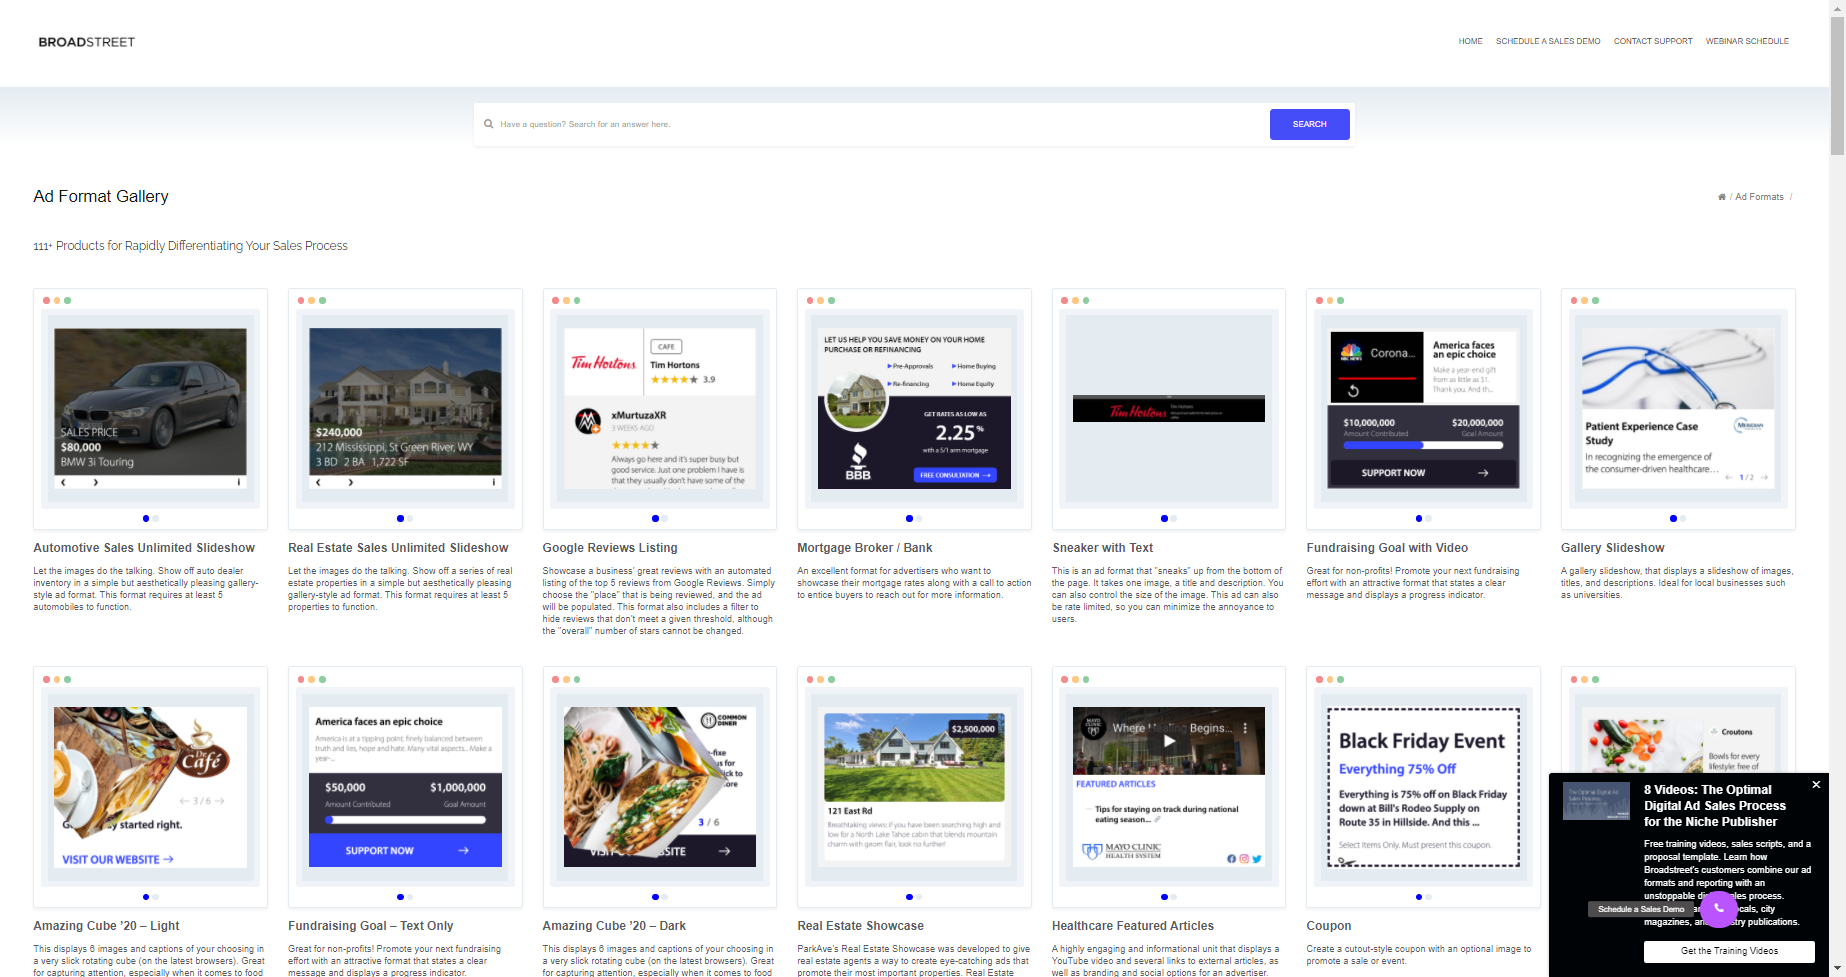 BROADSTREET
HOME SCHEDULE A SALES DEMO CONTACT SUPPORT WEBINAR SCHEDULE
Have a question? Search for an answer here.
SEARCH
Ad Format Gallery
/ Ad Formats /
111+ Products for Rapidly Differentiating Your Sales Process
SALES PRICE
$80,000
BMW 3i Touring
Automotive Sales Unlimited Slideshow
Let the images do the talking. Show off auto dealer
inventory in a simple but aesthetically pleasing gallery-
style ad format. This format requires at least 5
automobiles to function.
$240,000
212 Mississippi, St Green River, WY
3 BD 2 BA 1,722 SF
Real Estate Sales Unlimited Slideshow
Let the images do the talking. Show off a series of real
estate properties in a simple but aesthetically pleasing
gallery-style ad format. This format requires at least 5
properties to function.
Tim Hortons
CAFE
Tim Hortons
3.9
xMurtuzaXR
3 WEEKS AGO
Always go here and it's super busy but
good service. Just one problem I have is
that they usually don't have some of the
Google Reviews Listing
Showcase a business' great reviews with an automated
listing of the top 5 reviews from Google Reviews. Simply
choose the "place" that is being reviewed, and the ad
will be populated. This format also includes a filter to
hide reviews that don't meet a given threshold, although
the "overall" number of stars cannot be changed.
LET US HELP YOU SAVE MONEY ON YOUR HOME
PURCHASE OR REFINANCING
Pre-Approvals Home Buying
Re-financing Home Equity
GET RATES AS LOW AS
2.25%
with a 5/1 arm mortgage
BBB
FREE CONSULTATION
Mortgage Broker / Bank
An excellent format for advertisers who want to
showcase their mortgage rates along with a call to action
to entice buyers to reach out for more information.
Tim Hortons
Tim Hortons
Sneaker with Text
This is an ad format that "sneaks" up from the bottom of
the page. It takes one image, a title and description. You
can also control the size of the image. This ad can also
be rate limited, so you can minimize the annoyance to
users.
NBC NEWS
Corona...
America faces
an epic choice
Make a year-end gift
from as little as $1.
Thank you. And th...
$10,000,000 $20,000,000
Amount Contributed Goal Amount
SUPPORT NOW
Fundraising Goal with Video
Great for non-profits! Promote your next fundraising
effort with an attractive format that states a clear
message and displays a progress indicator.
Patient Experience Case
Study
MERIDIAN
In recognizing the emergence of
the consumer-driven healthcare...
1 / 2
Gallery Slideshow
A gallery slideshow, that displays a slideshow of images,
titles, and descriptions. Ideal for local businesses such
as universities.
Dr.
Café
3 / 6
y started right.
VISIT OUR WEBSITE
Amazing Cube '20 – Light
This displays 6 images and captions of your choosing in
a very slick rotating cube (on the latest browsers). Great
for capturing attention, especially when it comes to food
America faces an epic choice
America is at a tipping point, finely balanced between
truth and lies, hope and hate. Many vital aspects... Make a
year-...
$50,000 $1,000,000
Amount Contributed Goal Amount
SUPPORT NOW
Fundraising Goal – Text Only
Great for non-profits! Promote your next fundraising
effort with an attractive format that states a clear
message and displays a progress indicator.
COMMON
DINER
-fixe
us for
lick to
ore
3 / 6
SITE
Amazing Cube '20 – Dark
This displays 6 images and captions of your choosing in
a very slick rotating cube (on the latest browsers). Great
for capturing attention, especially when it comes to food
$2,500,000
121 East Rd
Breathtaking views: if you have been searching high and
low for a North Lake Tahoe cabin that blends mountain
charm with geom flair, look no further!
Real Estate Showcase
ParkAve's Real Estate Showcase was developed to give
real estate agents a way to create eye-catching ads that
promote their most important properties. Real Estate
MAYO
CLINIC
Where Healing Begins...
FEATURED ARTICLES
Tips for staying on track during national
eating season...
MAYO CLINIC
HEALTH SYSTEM
Healthcare Featured Articles
A highly engaging and informational unit that displays a
YouTube video and several links to external articles, as
well as branding and social options for an advertiser.
Black Friday Event
Everything 75% Off
Everything is 75% off on Black Friday
down at Bill's Rodeo Supply on
Route 35 in Hillside. And this ...
Select Items Only. Must present this coupon.
Coupon
Create a cutout-style coupon with an optional image to
promote a sale or event.
Croutons
Bowls for every
lifestyle: free of
8 Videos: The Optimal
Digital Ad Sales Process
for the Niche Publisher
Free training videos, sales scripts, and a
proposal template. Learn how
Broadstreet's customers combine our ad
formats and reporting with an
unstoppable di les process.
ocals, city
magazines, an stry publications.
Schedule a Sales Demo
Get the Training Videos